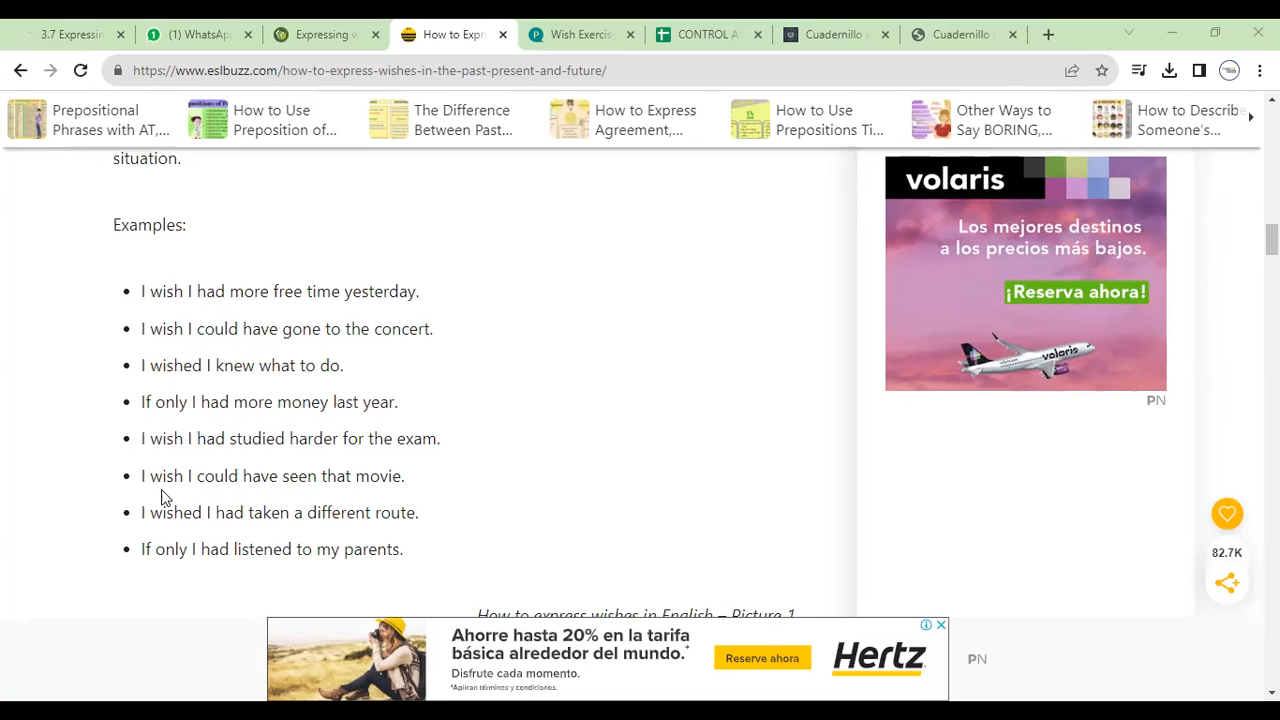 3.7 Expressin
(1) WhatsAp
Expressing w
How to Expr
Wish Exercis
CONTROL A
Cuadernillo
Cuadernillo
https://www.eslbuzz.com/how-to-express-wishes-in-the-past-present-and-future/
Prepositional
Phrases with AT,...
How to Use
Preposition of...
The Difference
Between Past...
How to Express
Agreement,...
How to Use
Prepositions Ti...
Other Ways to
Say BORING,...
How to Describe
Someone's...
situation.
Examples:
• I wish I had more free time yesterday.
• I wish I could have gone to the concert.
• I wished I knew what to do.
• If only I had more money last year.
• I wish I had studied harder for the exam.
• I wish I could have seen that movie.
• I wished I had taken a different route.
• If only I had listened to my parents.
How to express wishes in English – Picture 1
volaris
Los mejores destinos
a los precios más bajos.
¡Reserva ahora!
volaris
PN
82.7K
Ahorre hasta 20% en la tarifa
básica alrededor del mundo.*
Disfrute cada momento.
*Aplican términos y condiciones.
Reserve ahora
Hertz
PN